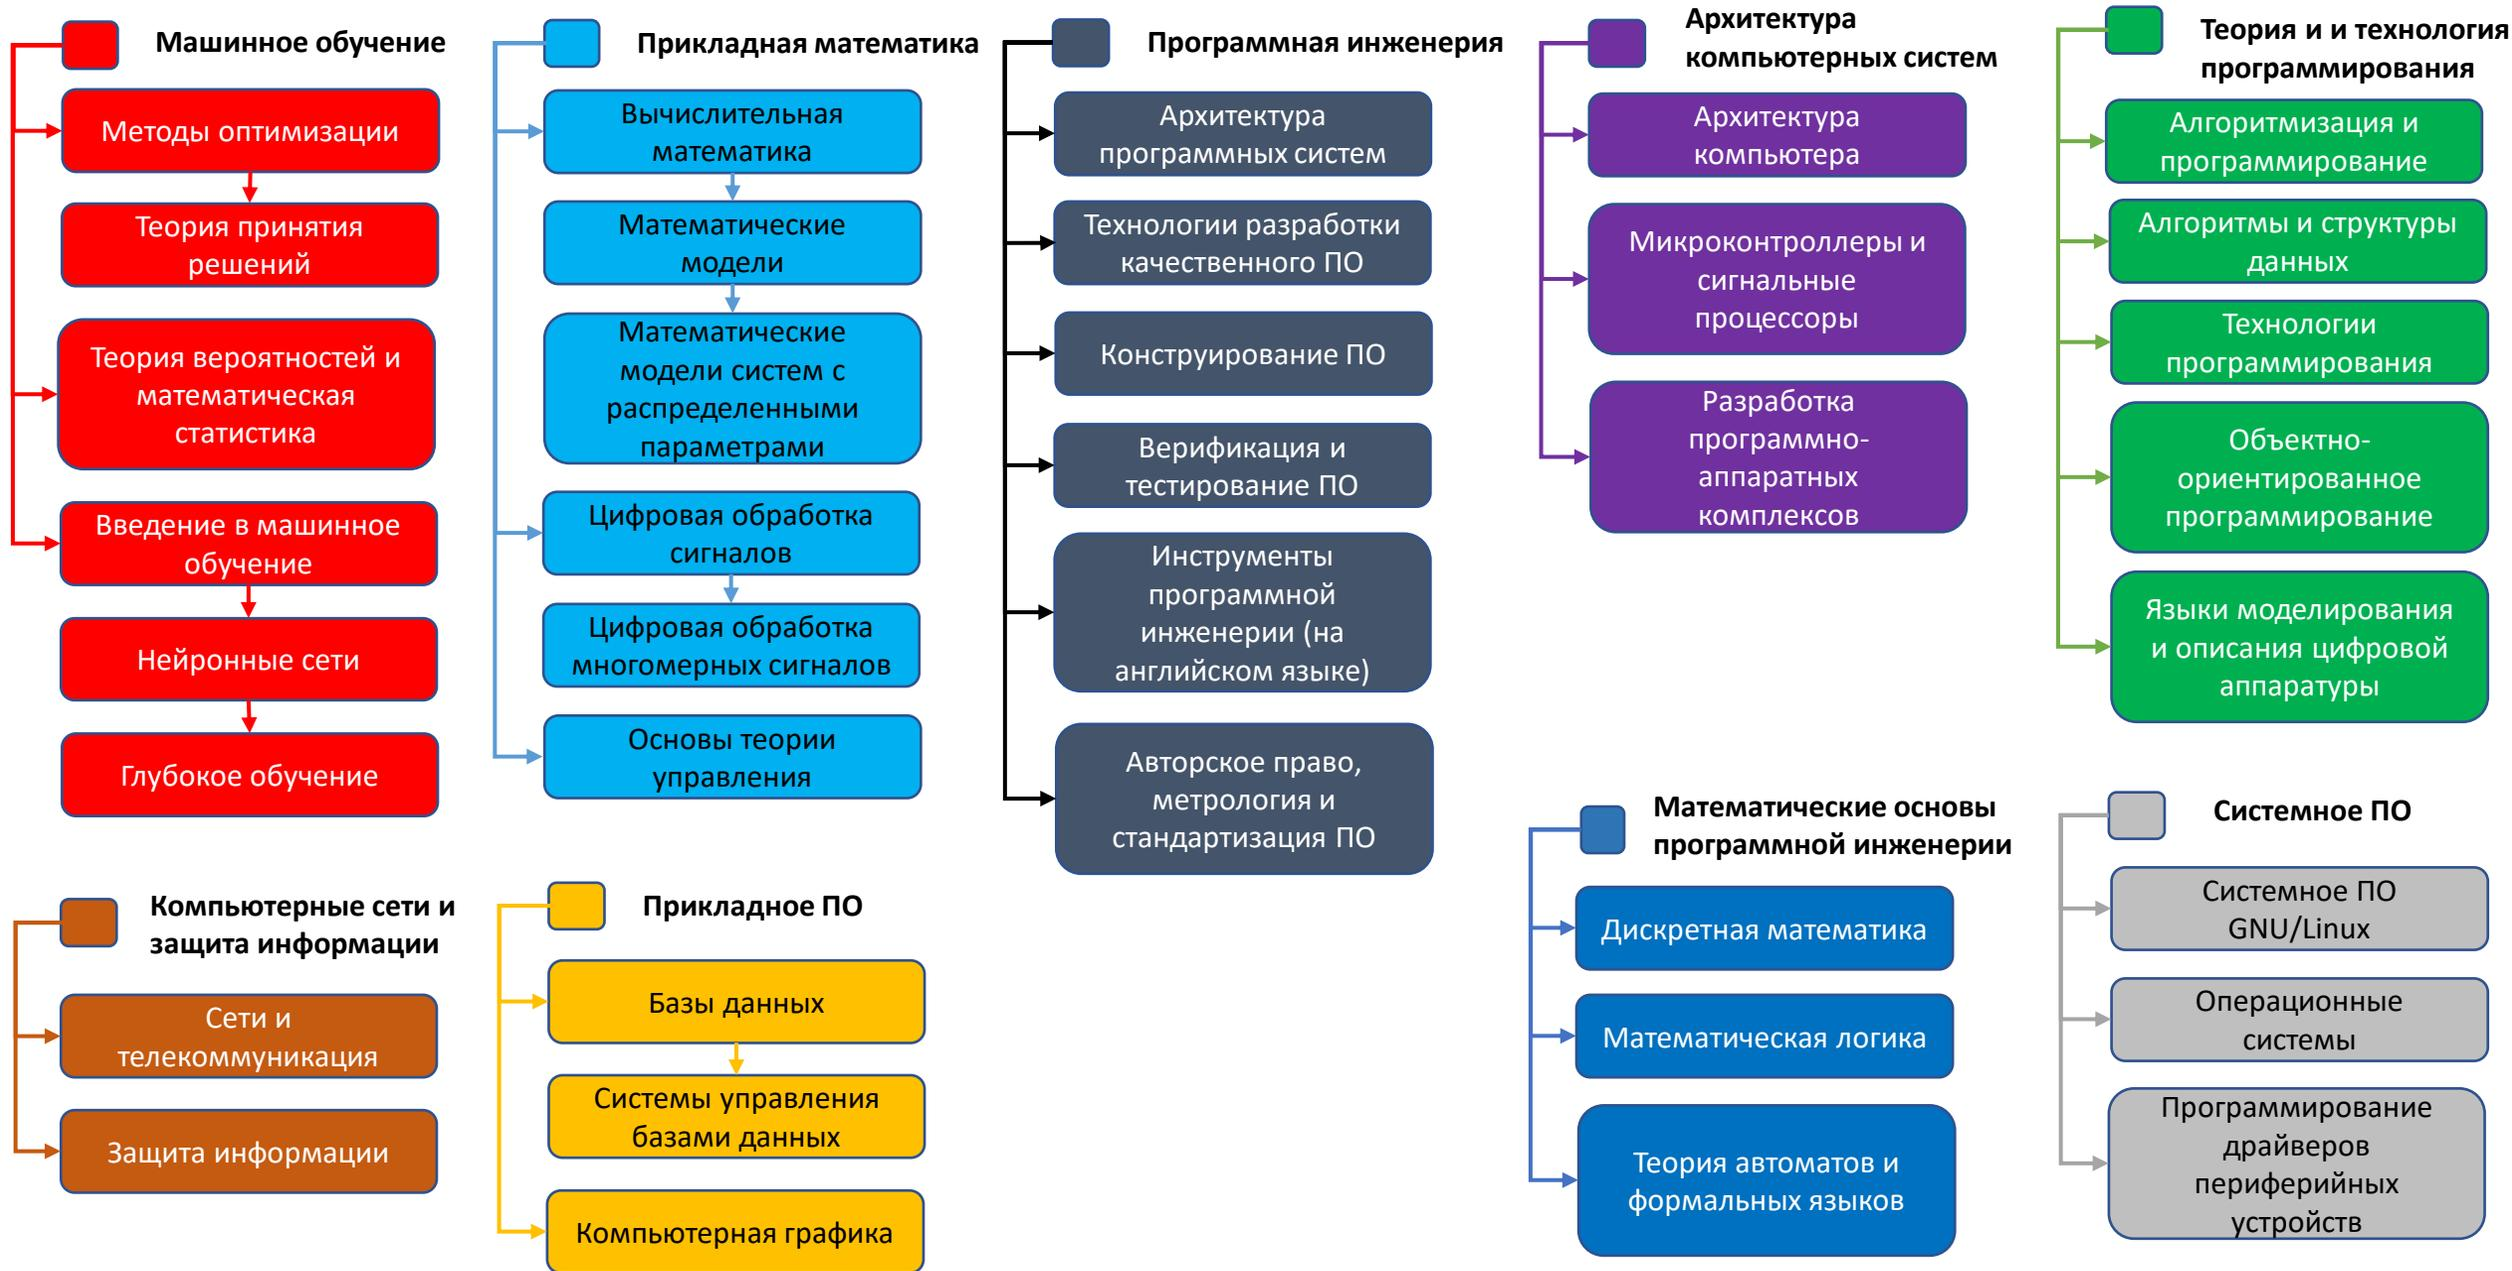 Машинное обучение
Методы оптимизации
Теория принятия
решений
Теория вероятностей и
математическая
статистика
Введение в машинное
обучение
Нейронные сети
Глубокое обучение
Прикладная математика
Вычислительная
математика
Математические
модели
Математические
модели систем с
распределенными
параметрами
Цифровая обработка
сигналов
Цифровая обработка
многомерных сигналов
Основы теории
управления
Программная инженерия
Архитектура
программных систем
Технологии разработки
качественного ПО
Конструирование ПО
Верификация и
тестирование ПО
Инструменты
программной
инженерии (на
английском языке)
Авторское право,
метрология и
стандартизация ПО
Архитектура
компьютерных систем
Архитектура
компьютера
Микроконтроллеры и
сигнальные
процессоры
Разработка
программно-
аппаратных
комплексов
Теория и и технология
программирования
Алгоритмизация и
программирование
Алгоритмы и структуры
данных
Технологии
программирования
Объектно-
ориентированное
программирование
Языки моделирования
и описания цифровой
аппаратуры
Компьютерные сети и
защита информации
Сети и
телекоммуникация
Защита информации
Прикладное ПО
Базы данных
Системы управления
базами данных
Компьютерная графика
Математические основы
программной инженерии
Дискретная математика
Математическая логика
Теория автоматов и
формальных языков
Системное ПО
Системное ПО
GNU/Linux
Операционные
системы
Программирование
драйверов
периферийных
устройств